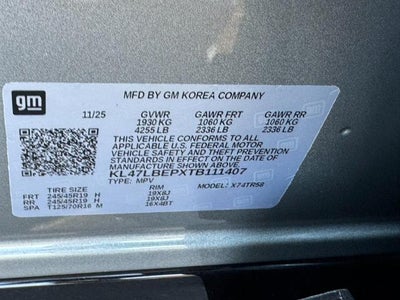 gm
MFD BY GM KOREA COMPANY
11/25 GVWR GAWR FRT GAWR RR
1930 KG 1060 KG 1060 KG
4255 LB 2336 LB 2336 LB
THIS VEHICLE CONFORMS TO ALL
APPLICABLE U.S. FEDERAL MOTOR
VEHICLE SAFETY AND THEFT PREVENTION
STANDARDS IN EFFECT ON THE DATE OF
MANUFACTURE SHOWN ABOVE.
KL47LBEPXTB111407
TYPE: MPV MODEL: X74TR58
TIRE SIZE RIM
FRT 245/45R19 H 19X8J
RR 245/45R19 H 19X8J
SPA T125/70R16 M 16X4BT